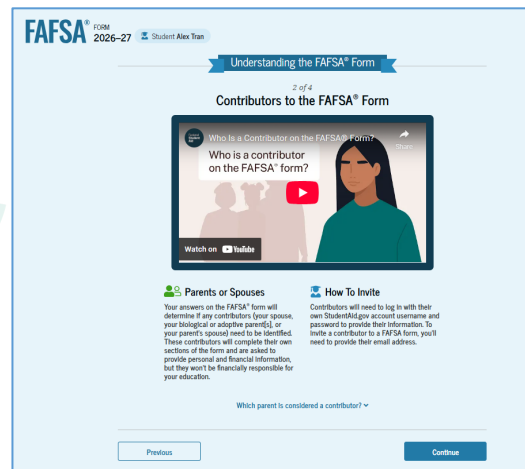 FAFSA® FORM 2026–27 Student Alex Tran
Understanding the FAFSA® Form
2 of 4
Contributors to the FAFSA® Form
Who Is a Contributor on the FAFSA® Form?
Share
Who is a contributor
on the FAFSA® form?
Watch on YouTube
Parents or Spouses
Your answers on the FAFSA® form will
determine if any contributors (your spouse,
your biological or adoptive parent[s], or
your parent's spouse) need to be identified.
These contributors will complete their own
sections of the form and are asked to
provide personal and financial information,
but they won't be financially responsible for
your education.
How To Invite
Contributors will need to log in with their
own StudentAid.gov account username and
password to provide their information. To
invite a contributor to a FAFSA form, you'll
need to provide their email address.
Which parent is considered a contributor?
Previous
Continue